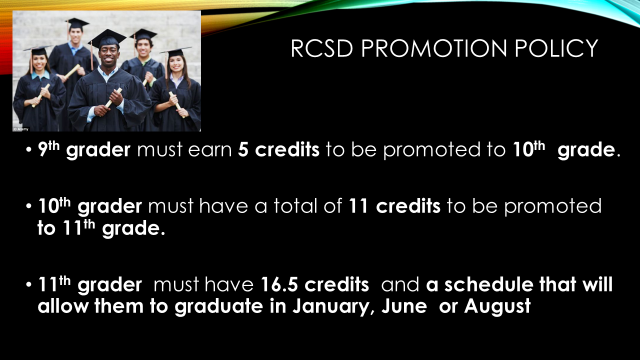 RCSD PROMOTION POLICY
• 9th grader must earn 5 credits to be promoted to 10th  grade.
• 10th grader must have a total of 11 credits to be promoted
to 11th grade.
• 11th grader  must have 16.5 credits  and a schedule that will
allow them to graduate in January, June  or August